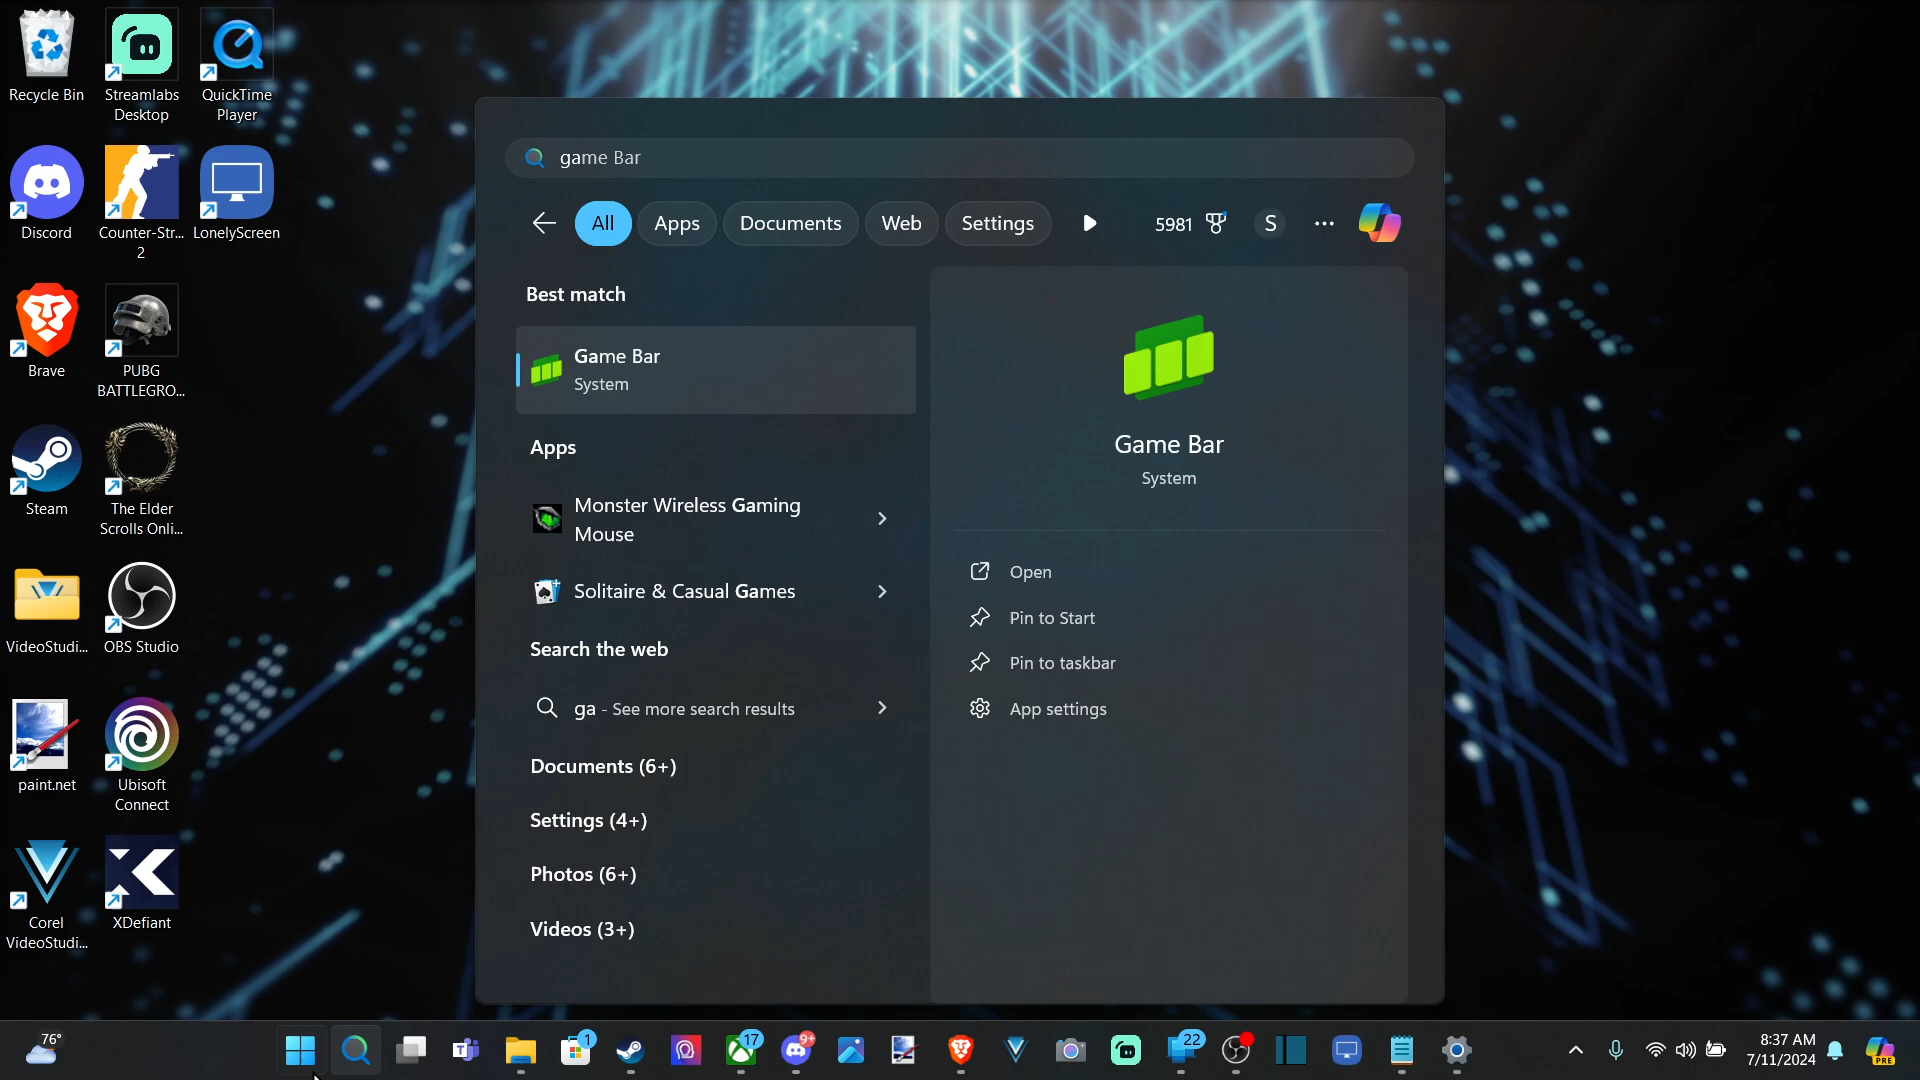 Recycle Bin
Streamlabs
Desktop
QuickTime
Player
Discord
Counter-Str...
2
LonelyScreen
Brave
PUBG
BATTLEGRO...
Steam
The Elder
Scrolls Onli...
VideoStudi...
OBS Studio
paint.net
Ubisoft
Connect
Corel
VideoStudi...
XDefiant
game Bar
All
Apps
Documents
Web
Settings
5981
S
Best match
Game Bar
System
Apps
Monster Wireless Gaming
Mouse
Solitaire & Casual Games
Search the web
ga - See more search results
Documents (6+)
Settings (4+)
Photos (6+)
Videos (3+)
Game Bar
System
Open
Pin to Start
Pin to taskbar
App settings
76°
1
17
9+
22
8:37 AM
7/11/2024
PRE